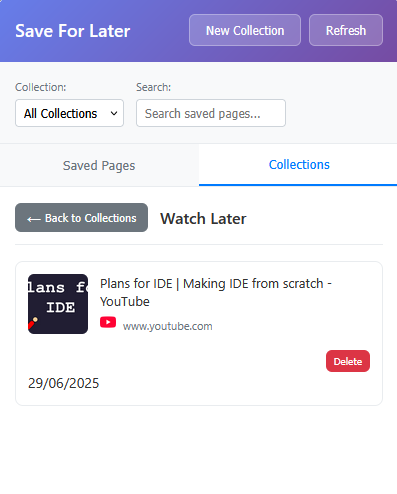 Save For Later
New Collection
Refresh
Collection:
Search:
All Collections
Search saved pages...
Saved Pages
Collections
← Back to Collections
Watch Later
lans fo
IDE
Plans for IDE | Making IDE from scratch -
YouTube
www.youtube.com
Delete
29/06/2025